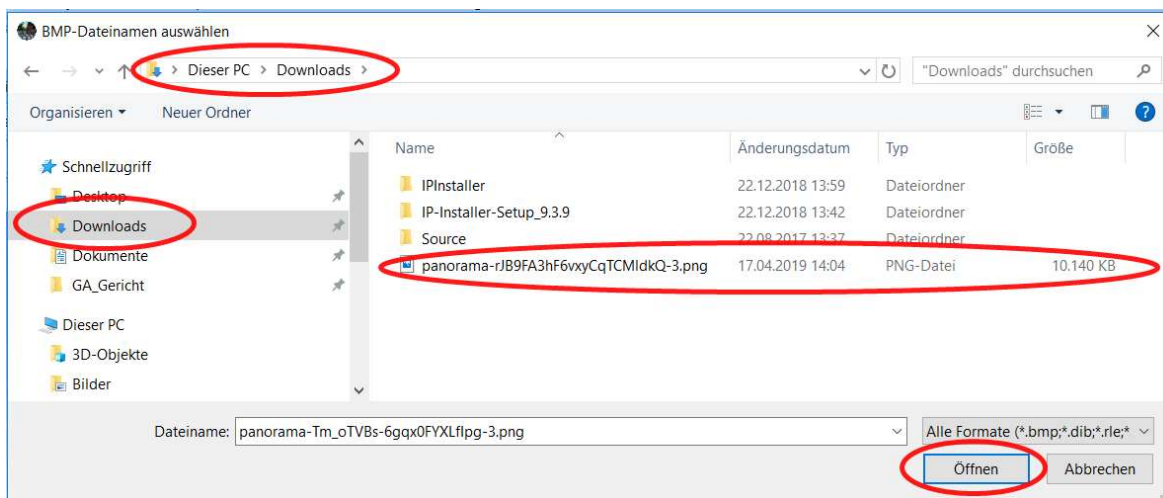 BMP-Dateinamen auswählen
Dieser PC > Downloads >
"Downloads" durchsuchen
Organisieren
Neuer Ordner
Name Änderungsdatum Typ Größe
Schnellzugriff
Desktop
Downloads
Dokumente
GA_Gericht
Dieser PC
3D-Objekte
Bilder
IPInstaller 22.12.2018 13:59 Dateiordner
IP-Installer-Setup_9.3.9 22.12.2018 13:42 Dateiordner
Source 22.08.2017 13:37 Dateiordner
panorama-rJB9FA3hF6vxyCqTCMIdkQ-3.png 17.04.2019 14:04 PNG-Datei 10.140 KB
Dateiname: panorama-Tm_oTVBs-6gqx0FYXLfIpg-3.png
Alle Formate (*.bmp;*.dib;*.rle;*
Öffnen
Abbrechen